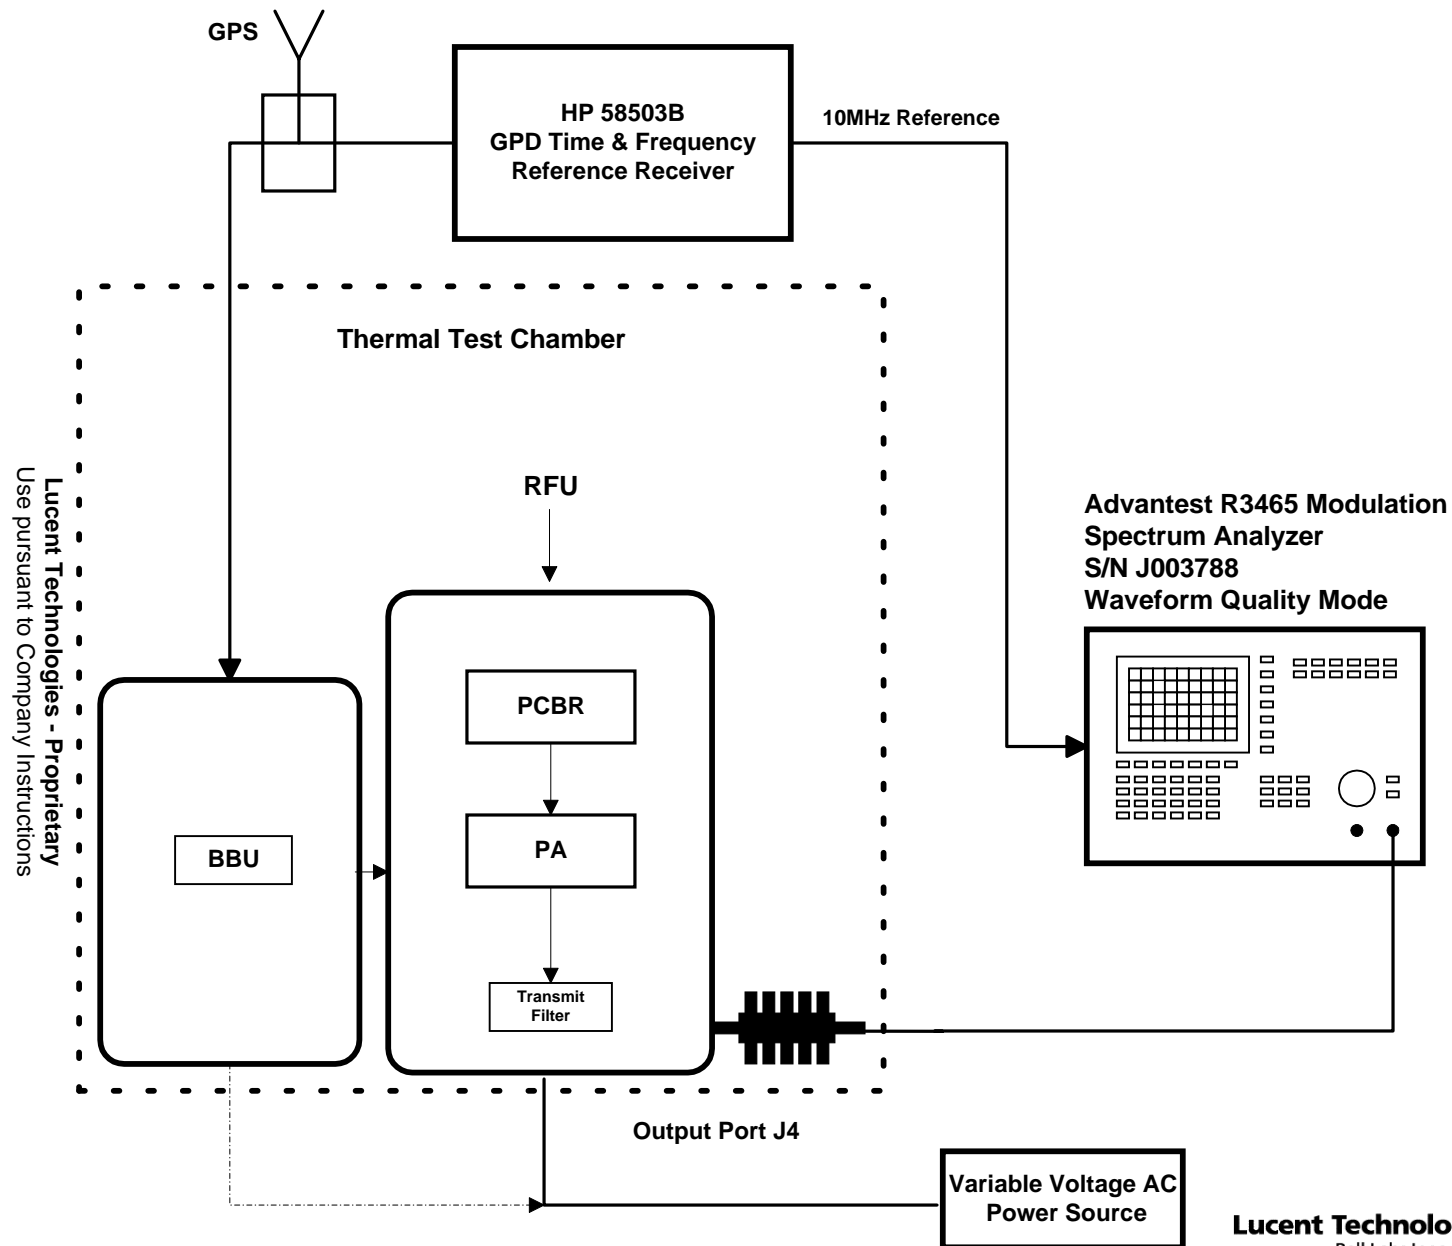 GPS
HP 58503B
GPD Time & Frequency
Reference Receiver
10MHz Reference
Thermal Test Chamber
Lucent Technologies - Proprietary
Use pursuant to Company Instructions
RFU
Advantest R3465 Modulation
Spectrum Analyzer
S/N J003788
Waveform Quality Mode
PCBR
PA
BBU
Transmit
Filter
Output Port J4
Variable Voltage AC
Power Source
Lucent Technolo